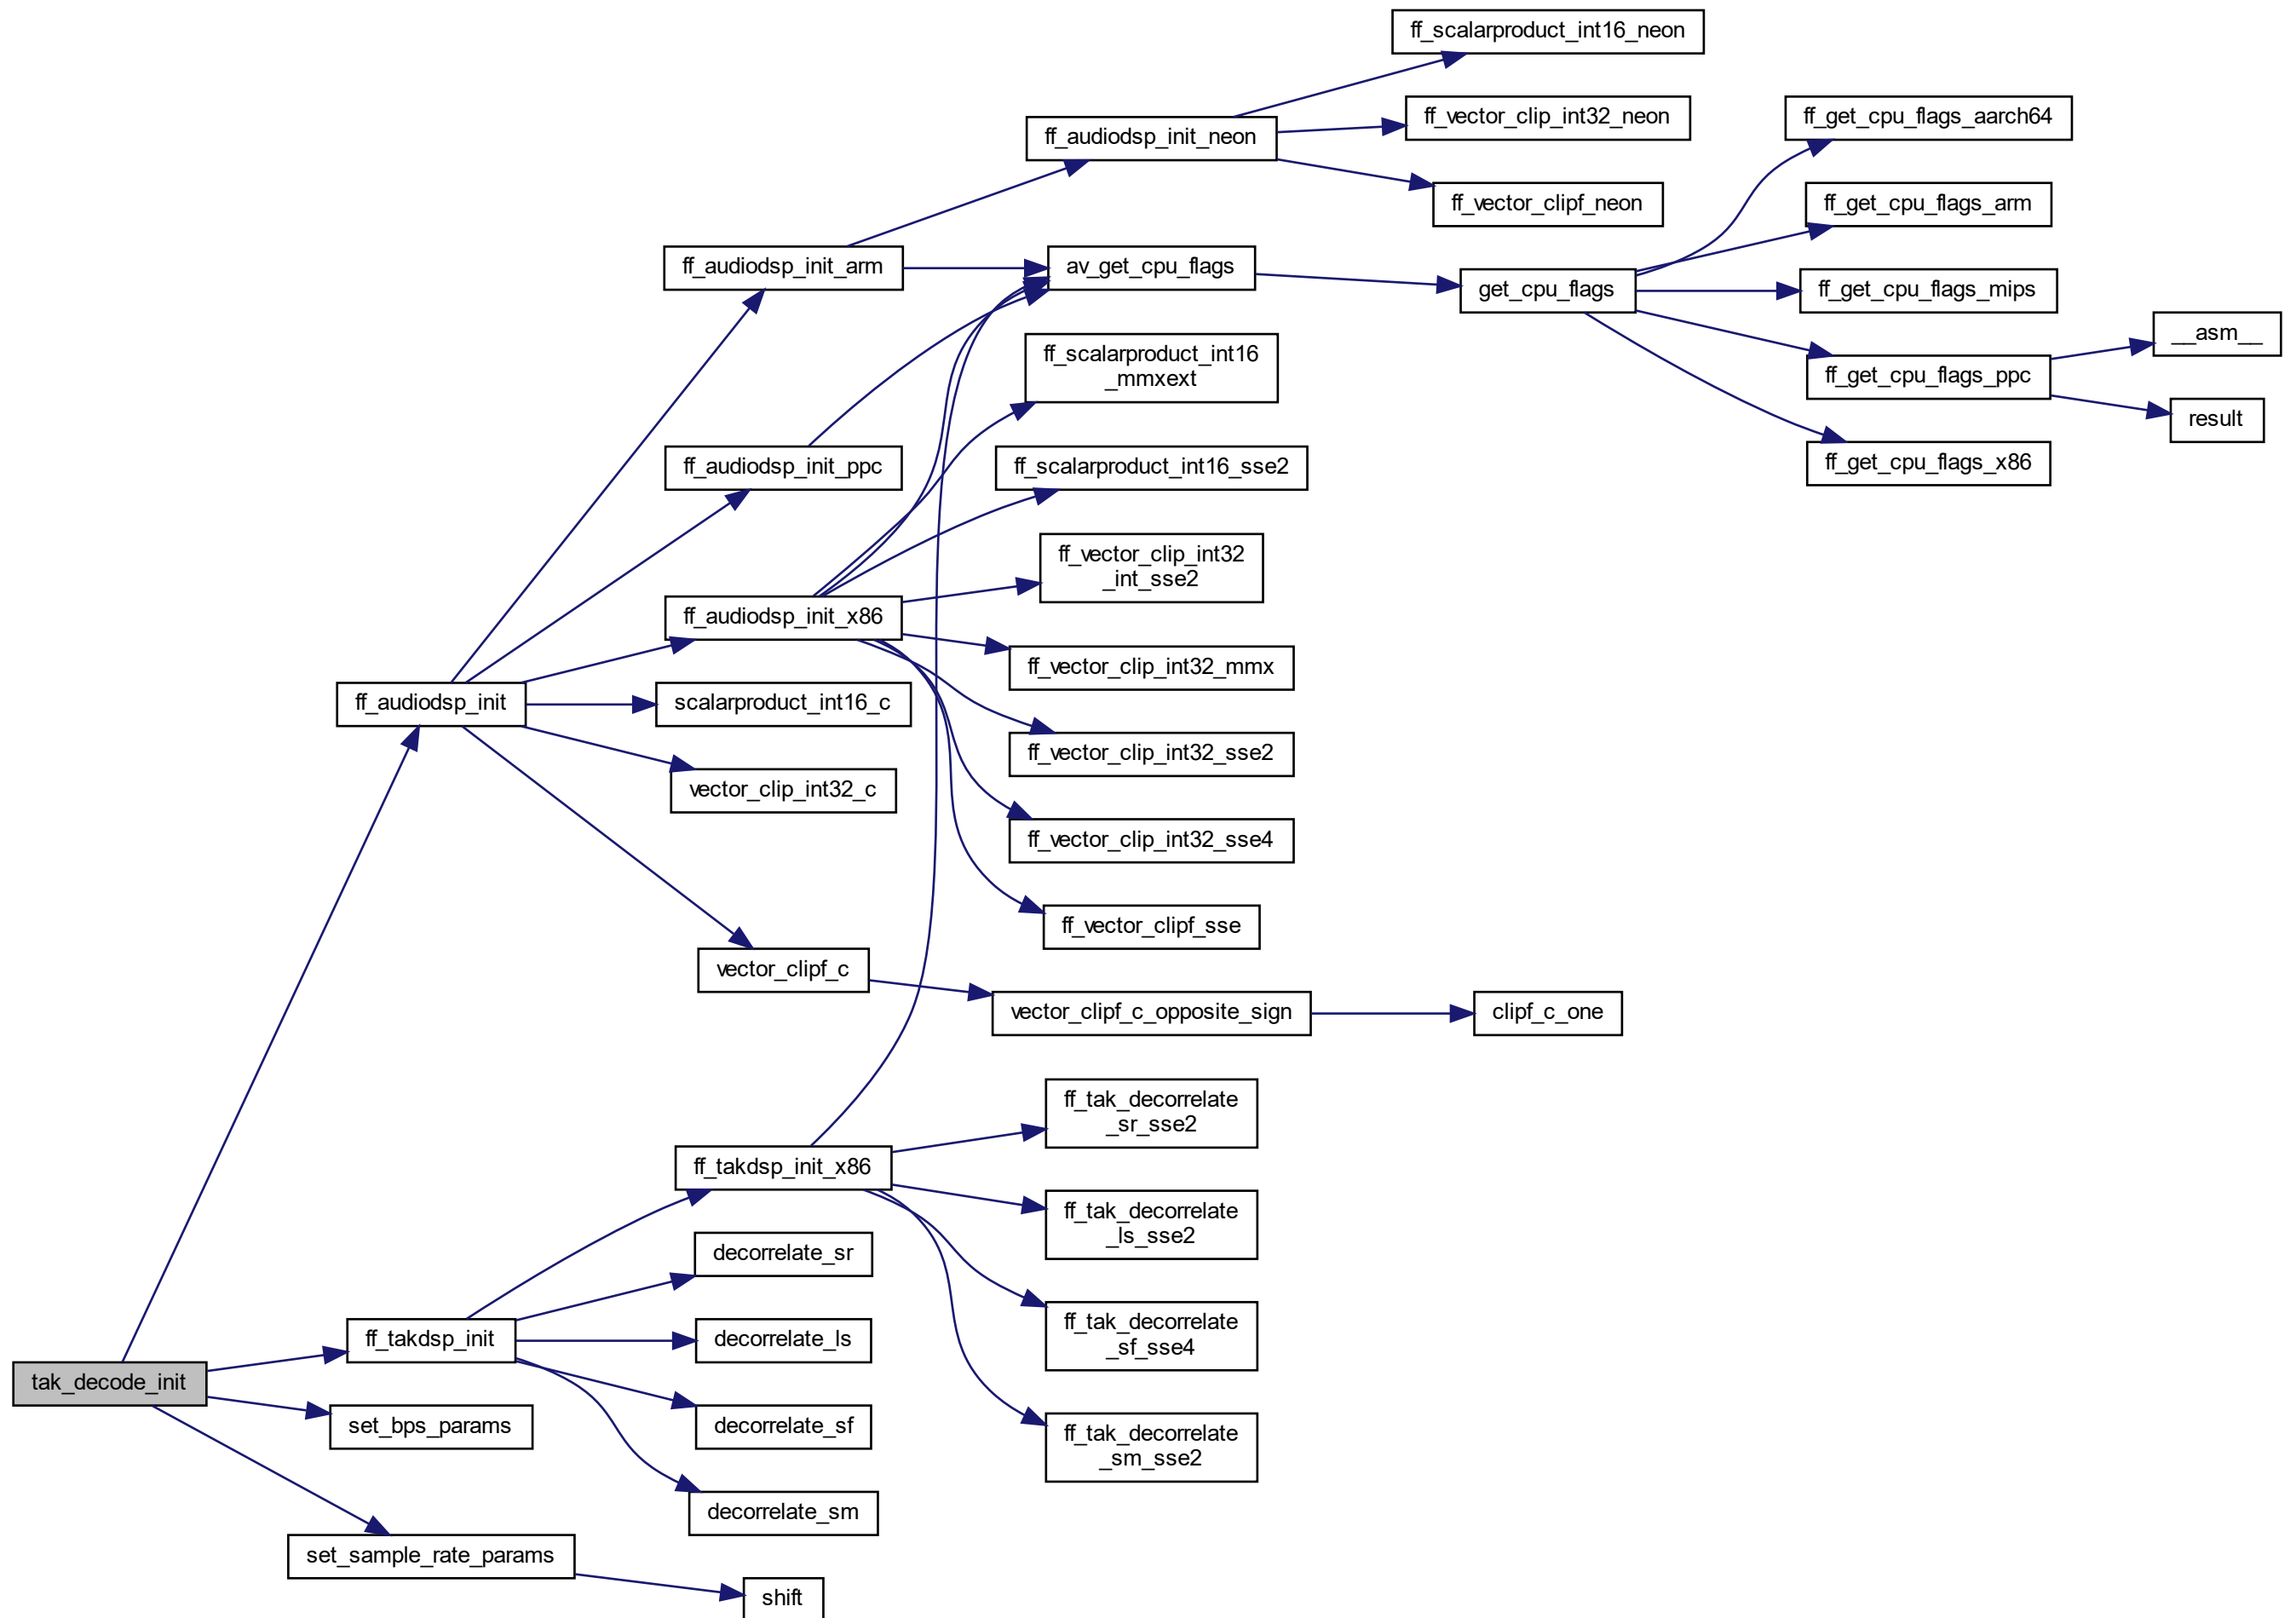 ff_scalarproduct_int16_neon
ff_vector_clip_int32_neon
ff_get_cpu_flags_aarch64
ff_audiodsp_init_neon
ff_vector_clipf_neon
ff_get_cpu_flags_arm
ff_audiodsp_init_arm
av_get_cpu_flags
get_cpu_flags
ff_get_cpu_flags_mips
__asm__
ff_scalarproduct_int16
_mmxext
ff_get_cpu_flags_ppc
result
ff_audiodsp_init_ppc
ff_scalarproduct_int16_sse2
ff_get_cpu_flags_x86
ff_vector_clip_int32
_int_sse2
ff_audiodsp_init_x86
ff_vector_clip_int32_mmx
ff_audiodsp_init
scalarproduct_int16_c
ff_vector_clip_int32_sse2
vector_clip_int32_c
ff_vector_clip_int32_sse4
ff_vector_clipf_sse
vector_clipf_c
vector_clipf_c_opposite_sign
clipf_c_one
ff_tak_decorrelate
_sr_sse2
ff_takdsp_init_x86
ff_tak_decorrelate
_ls_sse2
decorrelate_sr
ff_takdsp_init
decorrelate_ls
ff_tak_decorrelate
_sf_sse4
tak_decode_init
set_bps_params
decorrelate_sf
ff_tak_decorrelate
_sm_sse2
decorrelate_sm
set_sample_rate_params
shift